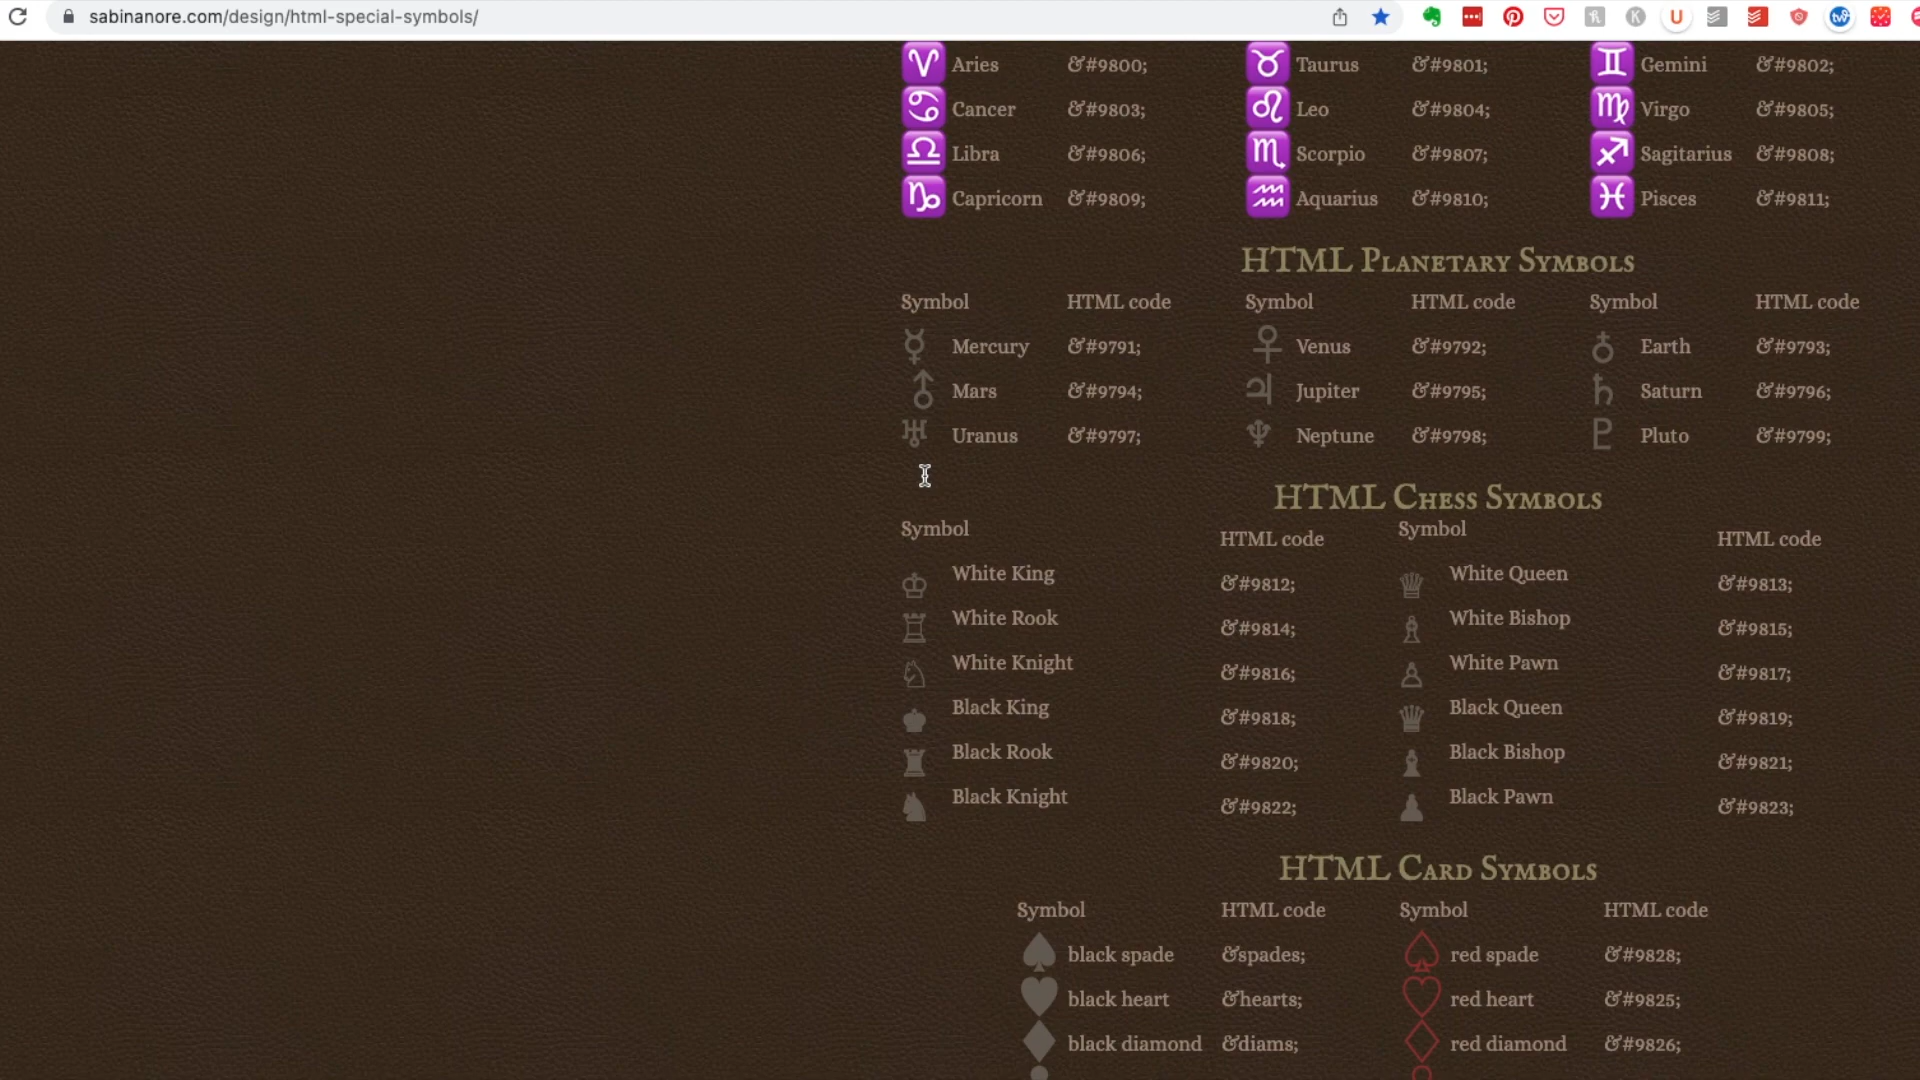 sabinanore.com/design/html-special-symbols/
Aries &#9800; Taurus &#9801; Gemini &#9802;
Cancer &#9803; Leo &#9804; Virgo &#9805;
Libra &#9806; Scorpio &#9807; Sagitarius &#9808;
Capricorn &#9809; Aquarius &#9810; Pisces &#9811;
HTML Planetary Symbols
Symbol HTML code Symbol HTML code Symbol HTML code
Mercury &#9791; Venus &#9792; Earth &#9793;
Mars &#9794; Jupiter &#9795; Saturn &#9796;
Uranus &#9797; Neptune &#9798; Pluto &#9799;
HTML Chess Symbols
Symbol HTML code Symbol HTML code
White King &#9812; White Queen &#9813;
White Rook &#9814; White Bishop &#9815;
White Knight &#9816; White Pawn &#9817;
Black King &#9818; Black Queen &#9819;
Black Rook &#9820; Black Bishop &#9821;
Black Knight &#9822; Black Pawn &#9823;
HTML Card Symbols
Symbol HTML code Symbol HTML code
black spade &spades; red spade &#9828;
black heart &hearts; red heart &#9825;
black diamond &diams; red diamond &#9826;